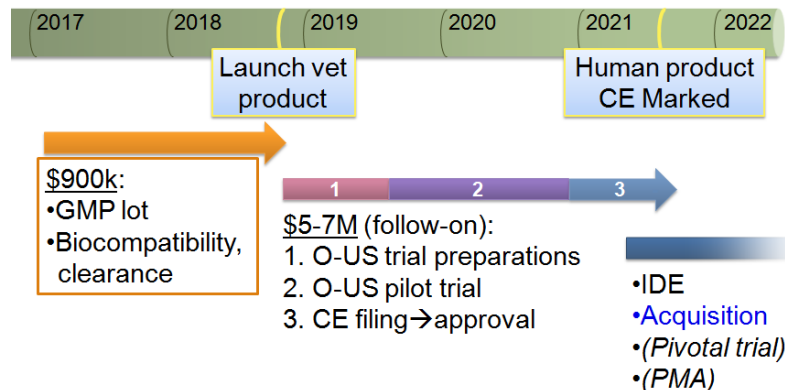 2017 2018 2019 2020 2021 2022
Launch vet
product
Human product
CE Marked
$900k:
•GMP lot
•Biocompatibility,
clearance
1 2 3
$5-7M (follow-on):
1. O-US trial preparations
2. O-US pilot trial
3. CE filing→approval
•IDE
•Acquisition
•(Pivotal trial)
•(PMA)